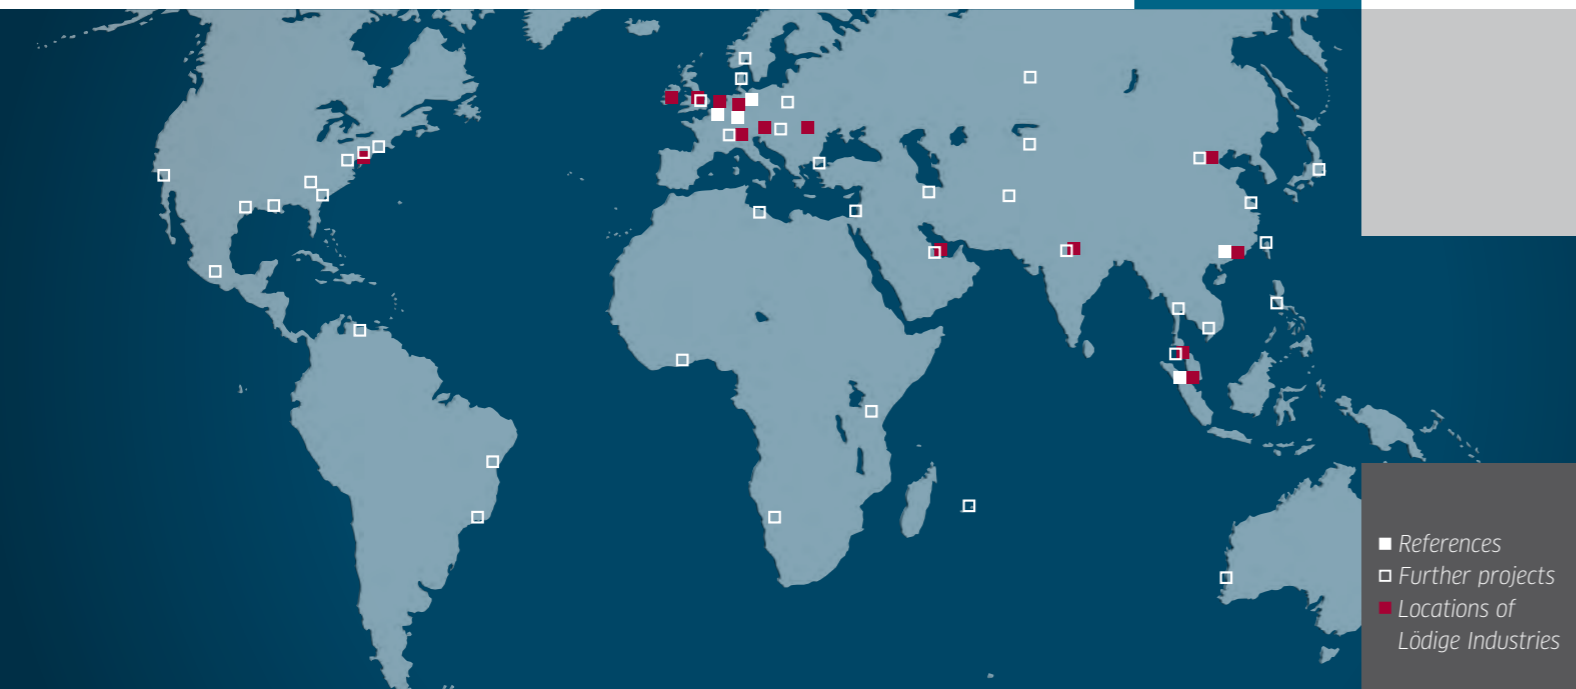 References
Further projects
Locations of
Lödige Industries